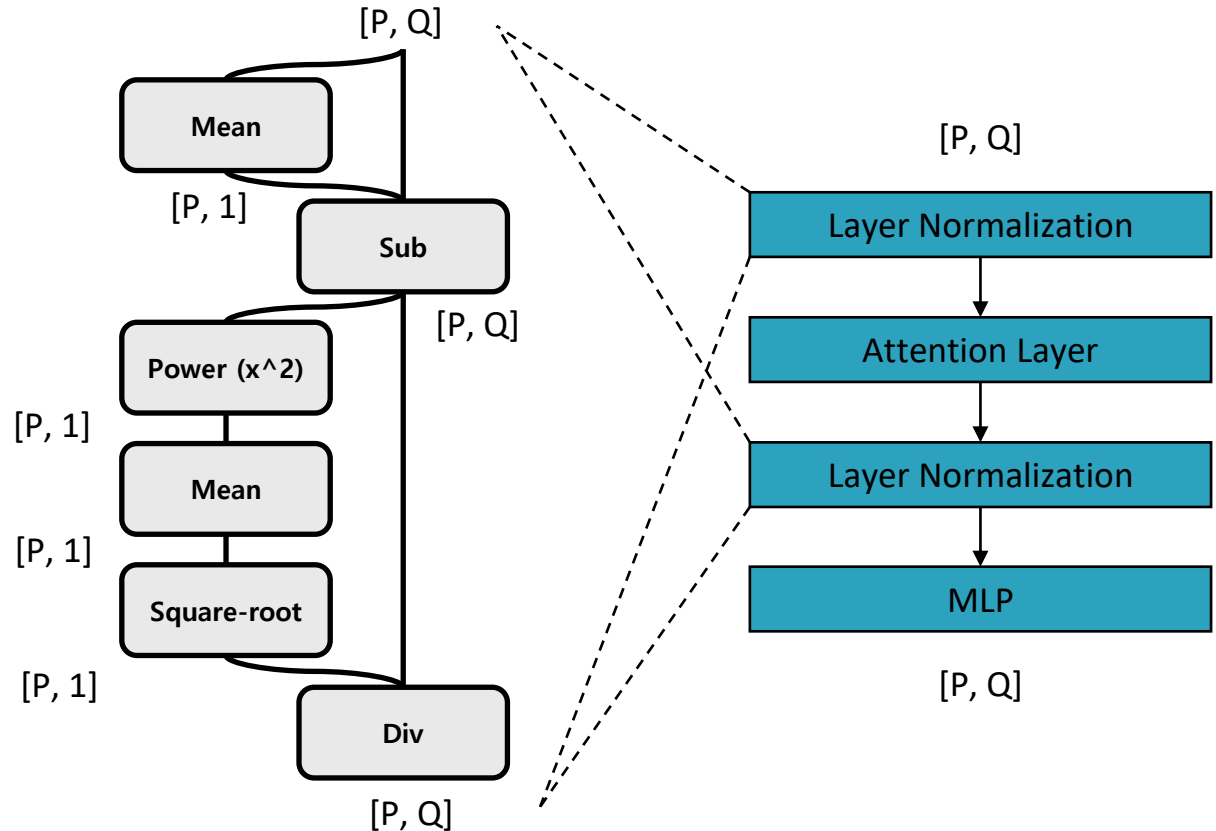 [P, Q]
Mean
[P, 1]
Sub
[P, Q]
Power (x^2)
[P, 1]
Mean
[P, 1]
Square-root
[P, 1]
Div
[P, Q]
[P, Q]
Layer Normalization
Attention Layer
Layer Normalization
MLP
[P, Q]